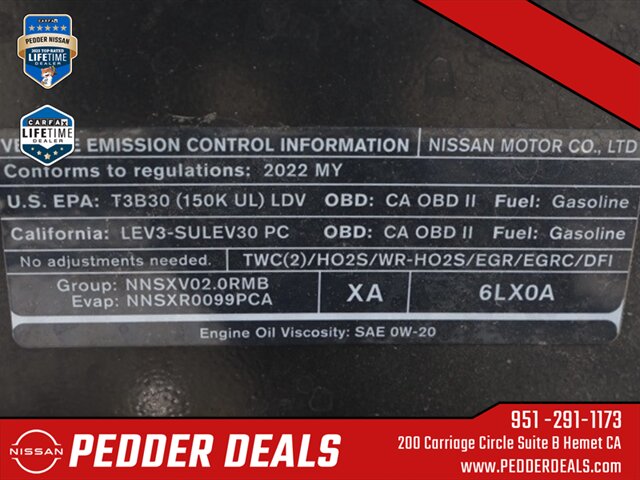 CARFAX
PEDDER NISSAN
2023 TOP-RATED
LIFETIME
DEALER
CARFAX
LIFETIME
DEALER
EMISSION CONTROL INFORMATION NISSAN MOTOR CO., LTD
Conforms to regulations: 2022 MY
U.S. EPA: T3B30 (150K UL) LDV OBD: CA OBD II Fuel: Gasoline
California: LEV3-SULEV30 PC OBD: CA OBD II Fuel: Gasoline
No adjustments needed. TWC(2)/HO2S/WR-HO2S/EGR/EGRC/DFI
Group: NNSXV02.0RMB
Evap: NNSXR0099PCA
XA
6LX0A
Engine Oil Viscosity: SAE 0W-20
NISSAN
PEDDER DEALS
951 -291-1173
200 Carriage Circle Suite B Hemet CA
www.PEDDERDEALS.com